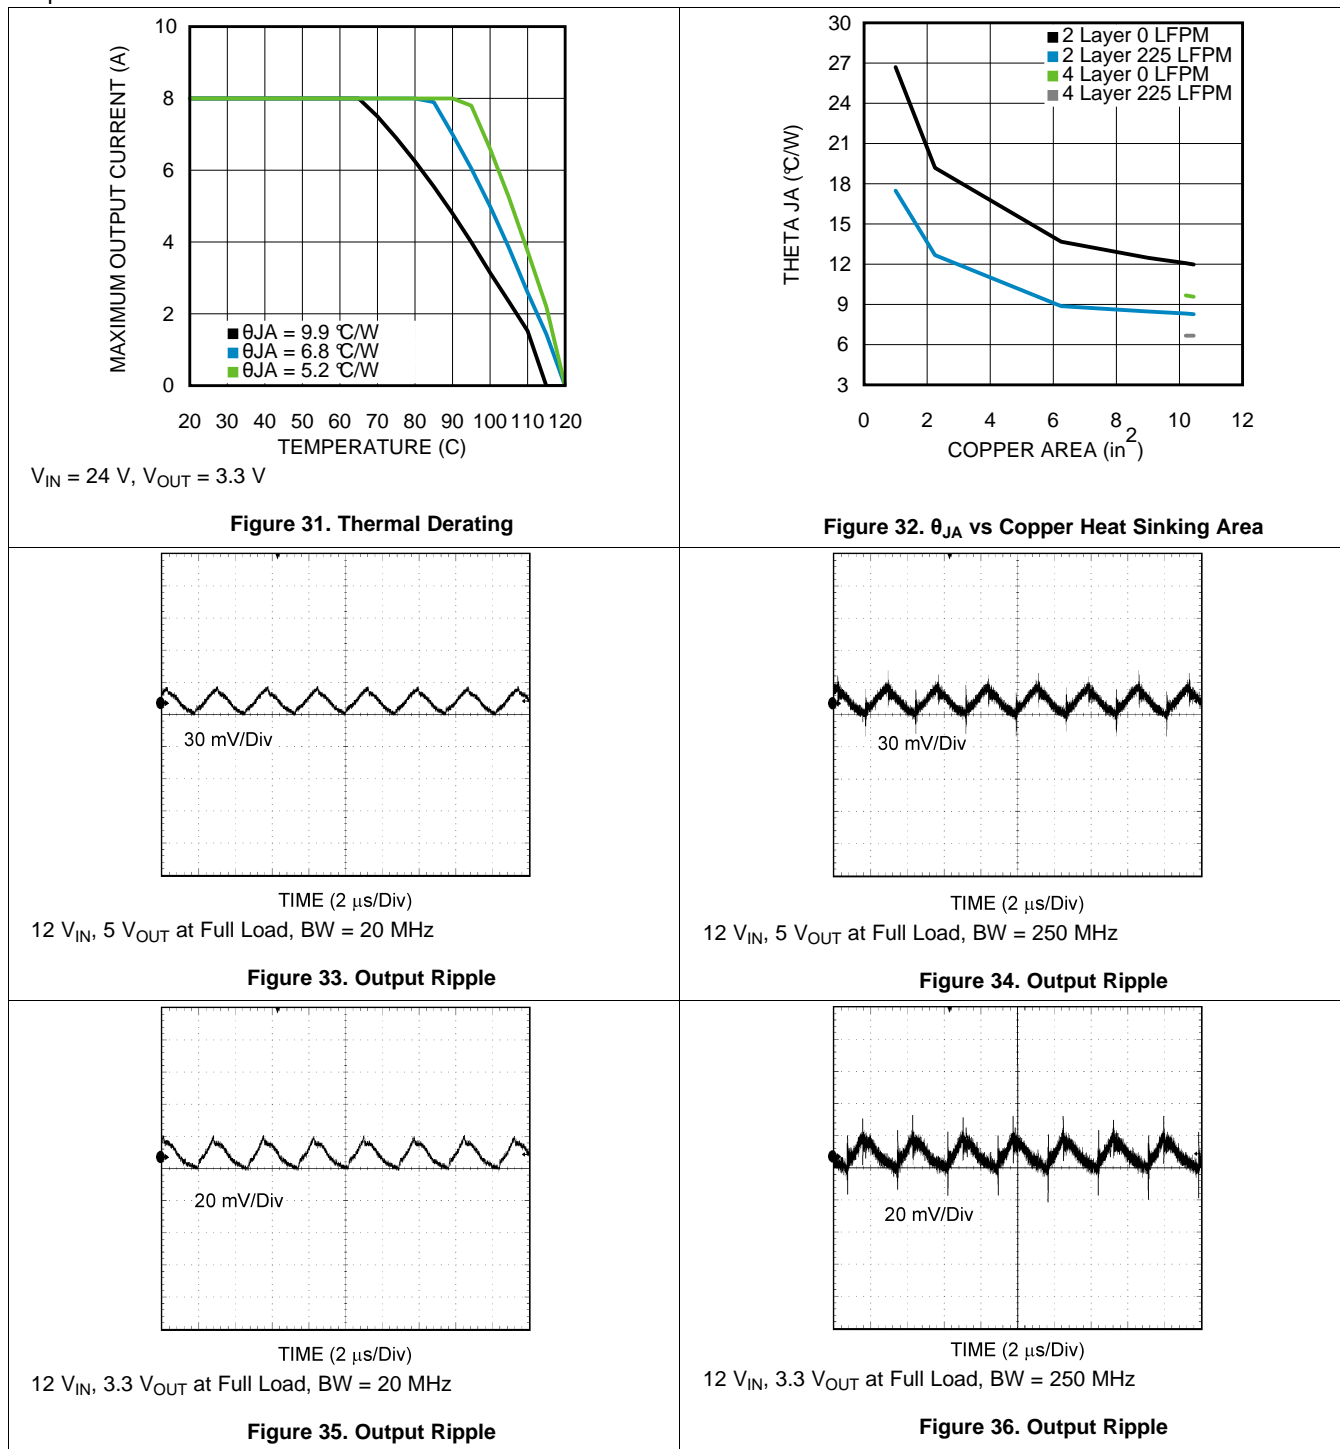 10
8
6
4
2
0
MAXIMUM OUTPUT CURRENT (A)
θJA = 9.9 °C/W
θJA = 6.8 °C/W
θJA = 5.2 °C/W
20 30 40 50 60 70 80 90 100 110 120
TEMPERATURE (C)
VIN = 24 V, VOUT = 3.3 V
Figure 31. Thermal Derating
30
27
24
21
18
15
12
9
6
3
THETA JA (°C/W)
2 Layer 0 LFPM
2 Layer 225 LFPM
4 Layer 0 LFPM
4 Layer 225 LFPM
0 2 4 6 8 10 12
COPPER AREA (in2)
Figure 32. θJA vs Copper Heat Sinking Area
30 mV/Div
TIME (2 μs/Div)
12 VIN, 5 VOUT at Full Load, BW = 20 MHz
Figure 33. Output Ripple
30 mV/Div
TIME (2 μs/Div)
12 VIN, 5 VOUT at Full Load, BW = 250 MHz
Figure 34. Output Ripple
20 mV/Div
TIME (2 μs/Div)
12 VIN, 3.3 VOUT at Full Load, BW = 20 MHz
Figure 35. Output Ripple
20 mV/Div
TIME (2 μs/Div)
12 VIN, 3.3 VOUT at Full Load, BW = 250 MHz
Figure 36. Output Ripple